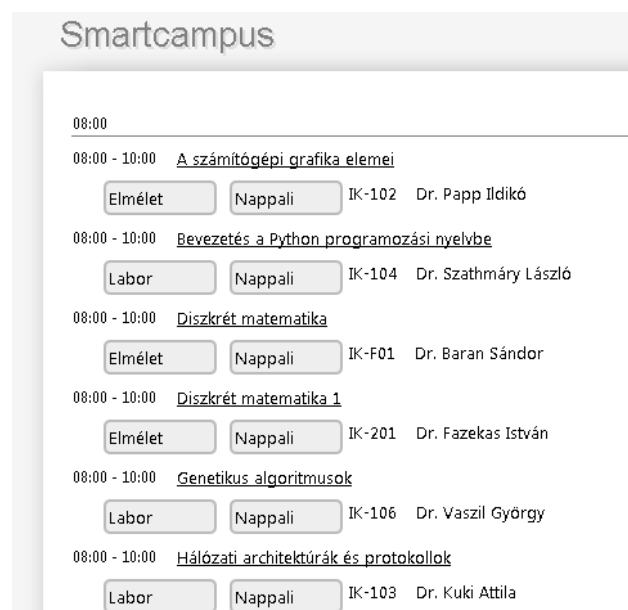 Smartcampus
08:00
08:00 - 10:00 A számítógépi grafika elemei
Elmélet Nappali IK-102 Dr. Papp Ildikó
08:00 - 10:00 Bevezetés a Python programozási nyelvbe
Labor Nappali IK-104 Dr. Szathmáry László
08:00 - 10:00 Diszkrét matematika
Elmélet Nappali IK-F01 Dr. Baran Sándor
08:00 - 10:00 Diszkrét matematika 1
Elmélet Nappali IK-201 Dr. Fazekas István
08:00 - 10:00 Genetikus algoritmusok
Labor Nappali IK-106 Dr. Vaszil György
08:00 - 10:00 Hálózati architektúrák és protokollok
Labor Nappali IK-103 Dr. Kuki Attila